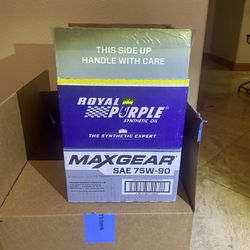 THIS SIDE UP
HANDLE WITH CARE
ROYAL
PURPLE
SYNTHETIC OIL
THE SYNTHETIC EXPERT
MAXGEAR
SAE 75W-90